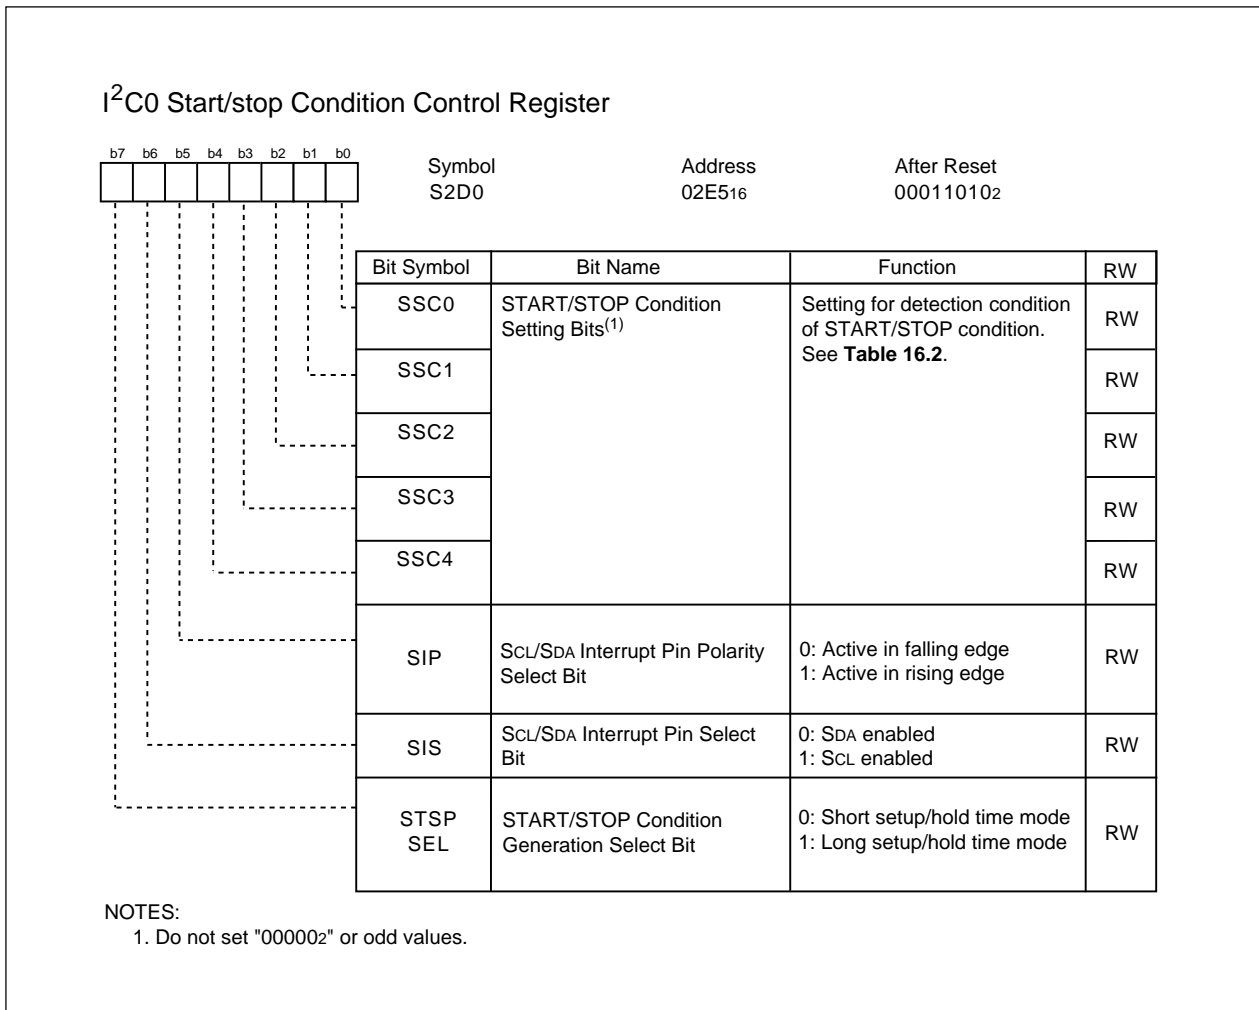 I2C0 Start/stop Condition Control Register
b7 b6 b5 b4 b3 b2 b1 b0
Symbol Address After Reset
S2D0 02E516 000110102
Bit Symbol Bit Name Function RW
SSC0 START/STOP Condition Setting for detection condition RW
Setting Bits(1) of START/STOP condition.
See Table 16.2.
SSC1 RW
SSC2 RW
SSC3 RW
SSC4 RW
SIP SCL/SDA Interrupt Pin Polarity 0: Active in falling edge RW
Select Bit 1: Active in rising edge
SIS SCL/SDA Interrupt Pin Select 0: SDA enabled RW
Bit 1: SCL enabled
STSP START/STOP Condition 0: Short setup/hold time mode RW
SEL Generation Select Bit 1: Long setup/hold time mode
NOTES:
1. Do not set "000002" or odd values.